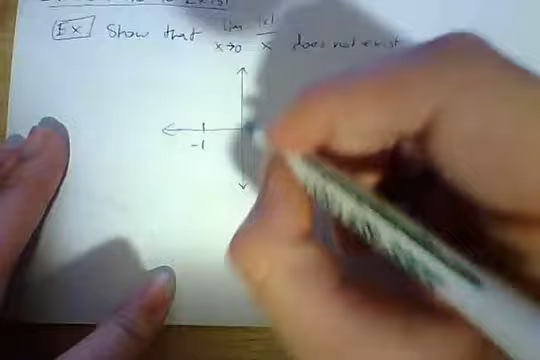 Ex Show that lim |x|/x does not exist
x→0
-1